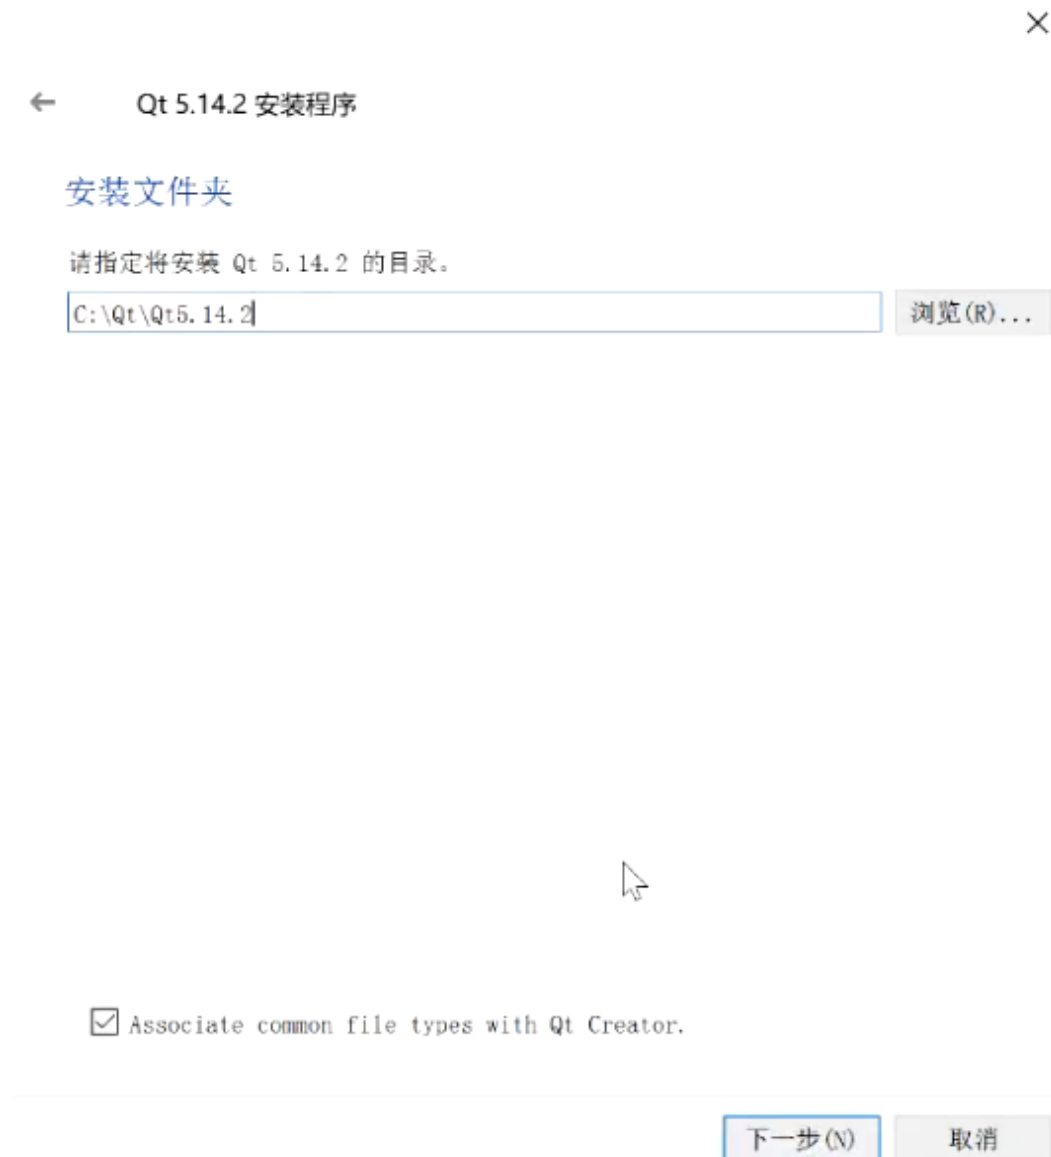 Qt 5.14.2 安装程序
安装文件夹
请指定将安装 Qt 5.14.2 的目录。
C:\Qt\Qt5.14.2
浏览(R)...
Associate common file types with Qt Creator.
下一步(N)
取消